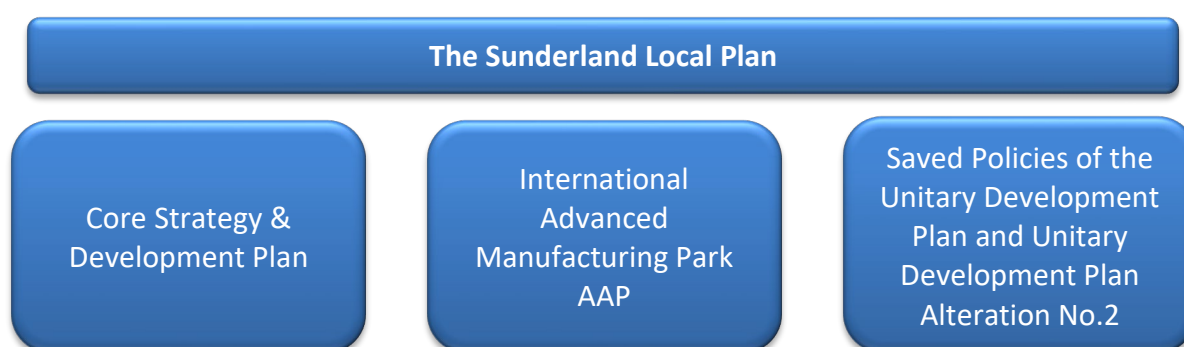 The Sunderland Local Plan
Core Strategy &
Development Plan
International
Advanced
Manufacturing Park
AAP
Saved Policies of the
Unitary Development
Plan and Unitary
Development Plan
Alteration No.2